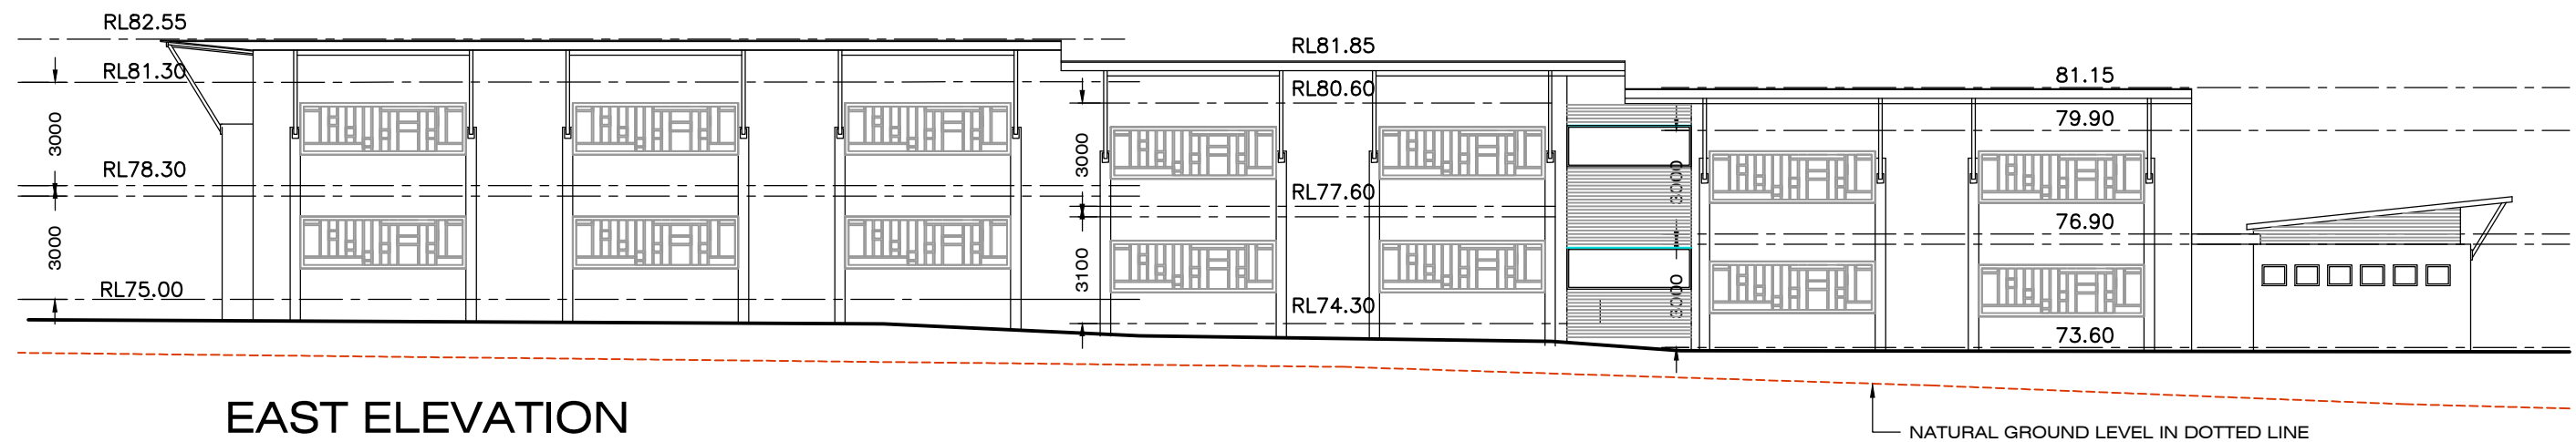 RL82.55
RL81.30
3000
RL78.30
3000
RL75.00
RL81.85
RL80.60
3000
RL77.60
3100
RL74.30
81.15
79.90
3000
76.90
3000
73.60
EAST ELEVATION
NATURAL GROUND LEVEL IN DOTTED LINE